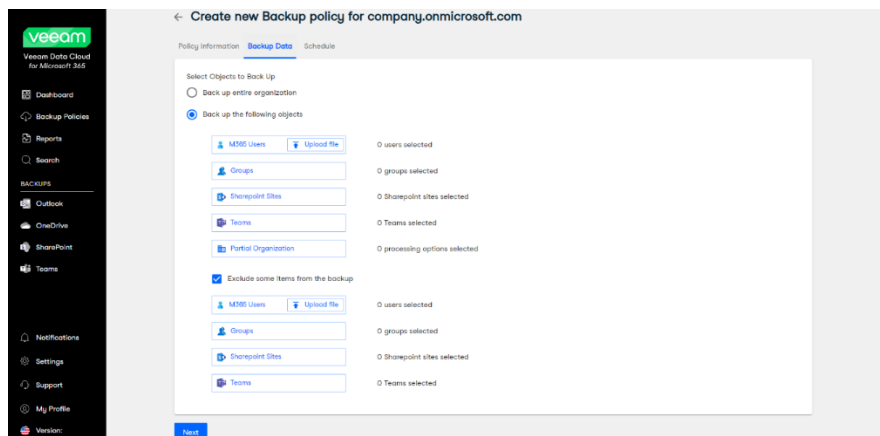 ← Create new Backup policy for company.onmicrosoft.com
veeam
Veeam Data Cloud
for Microsoft 365
Dashboard
Backup Policies
Reports
Search
BACKUPS
Outlook
OneDrive
SharePoint
Teams
Notifications
Settings
Support
My Profile
Version:
Policy information Backup Data Schedule
Select Objects to Back Up
Back up entire organization
Back up the following objects
M365 Users Upload file 0 users selected
Groups 0 groups selected
Sharepoint Sites 0 Sharepoint sites selected
Teams 0 Teams selected
Partial Organization 0 processing options selected
Exclude some items from the backup
M365 Users Upload file 0 users selected
Groups 0 groups selected
Sharepoint Sites 0 Sharepoint sites selected
Teams 0 Teams selected
Next